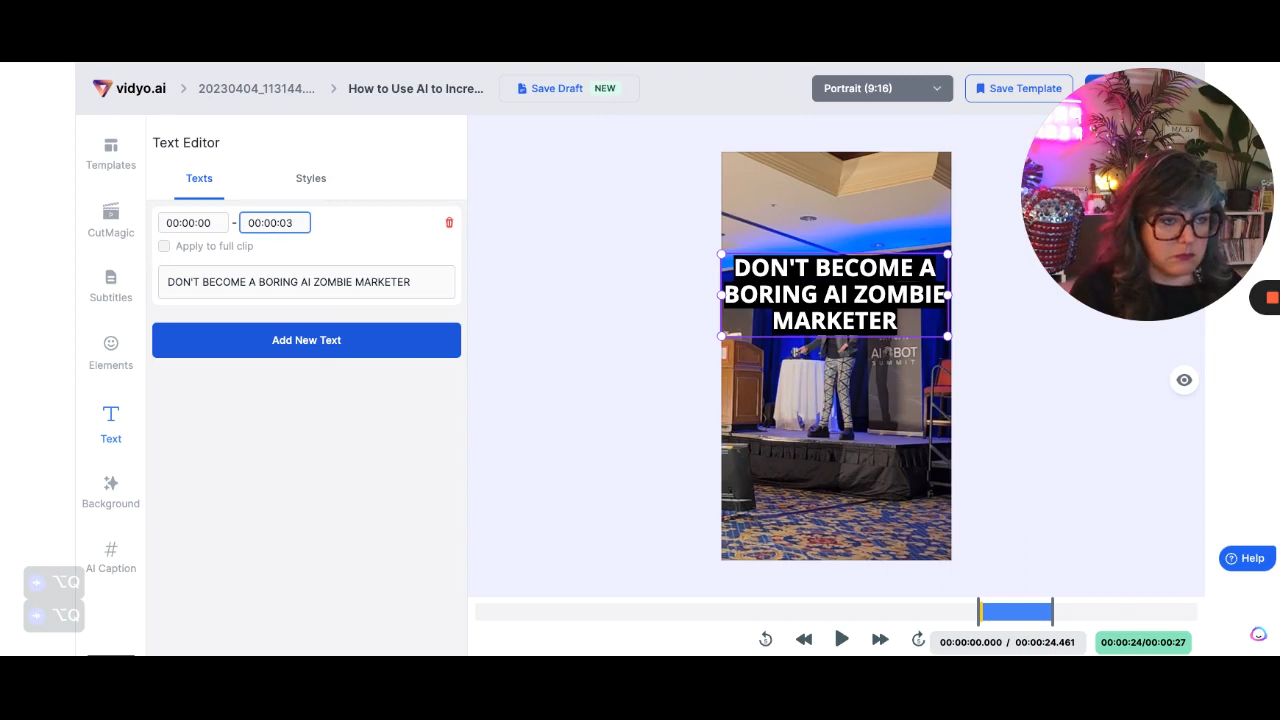 vidyo.ai
20230404_113144....
How to Use AI to Incre...
Save Draft NEW
Portrait (9:16)
Save Template
Templates
CutMagic
Subtitles
Elements
Text
Background
AI Caption
⌥Q
⌥Q
Text Editor
Texts
Styles
00:00:00 - 00:00:03
Apply to full clip
DON'T BECOME A BORING AI ZOMBIE MARKETER
Add New Text
DON'T BECOME A
BORING AI ZOMBIE
MARKETER
BOT
SUMMIT
GLAM
Help
00:00:00.000 / 00:00:24.461
00:00:24/00:00:27